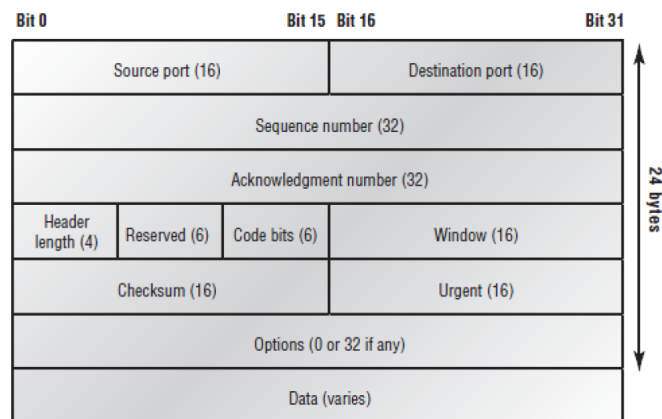 Bit 0 Bit 15 Bit 16 Bit 31
Source port (16) Destination port (16)
Sequence number (32)
Acknowledgment number (32)
Header
length (4) Reserved (6) Code bits (6) Window (16)
Checksum (16) Urgent (16)
Options (0 or 32 if any)
Data (varies)
24 bytes